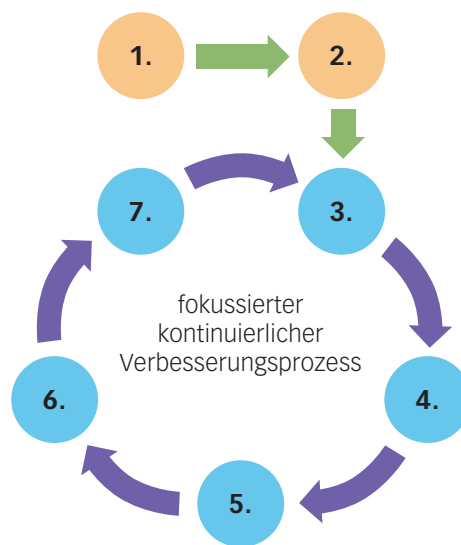 1.
2.
7.
3.
fokussierter
kontinuierlicher
Verbesserungsprozess
6.
4.
5.